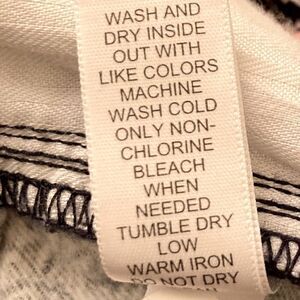 WASH AND
DRY INSIDE
OUT WITH
LIKE COLORS
MACHINE
WASH COLD
ONLY NON-
CHLORINE
BLEACH
WHEN
NEEDED
TUMBLE DRY
LOW
WARM IRON
DO NOT DRY